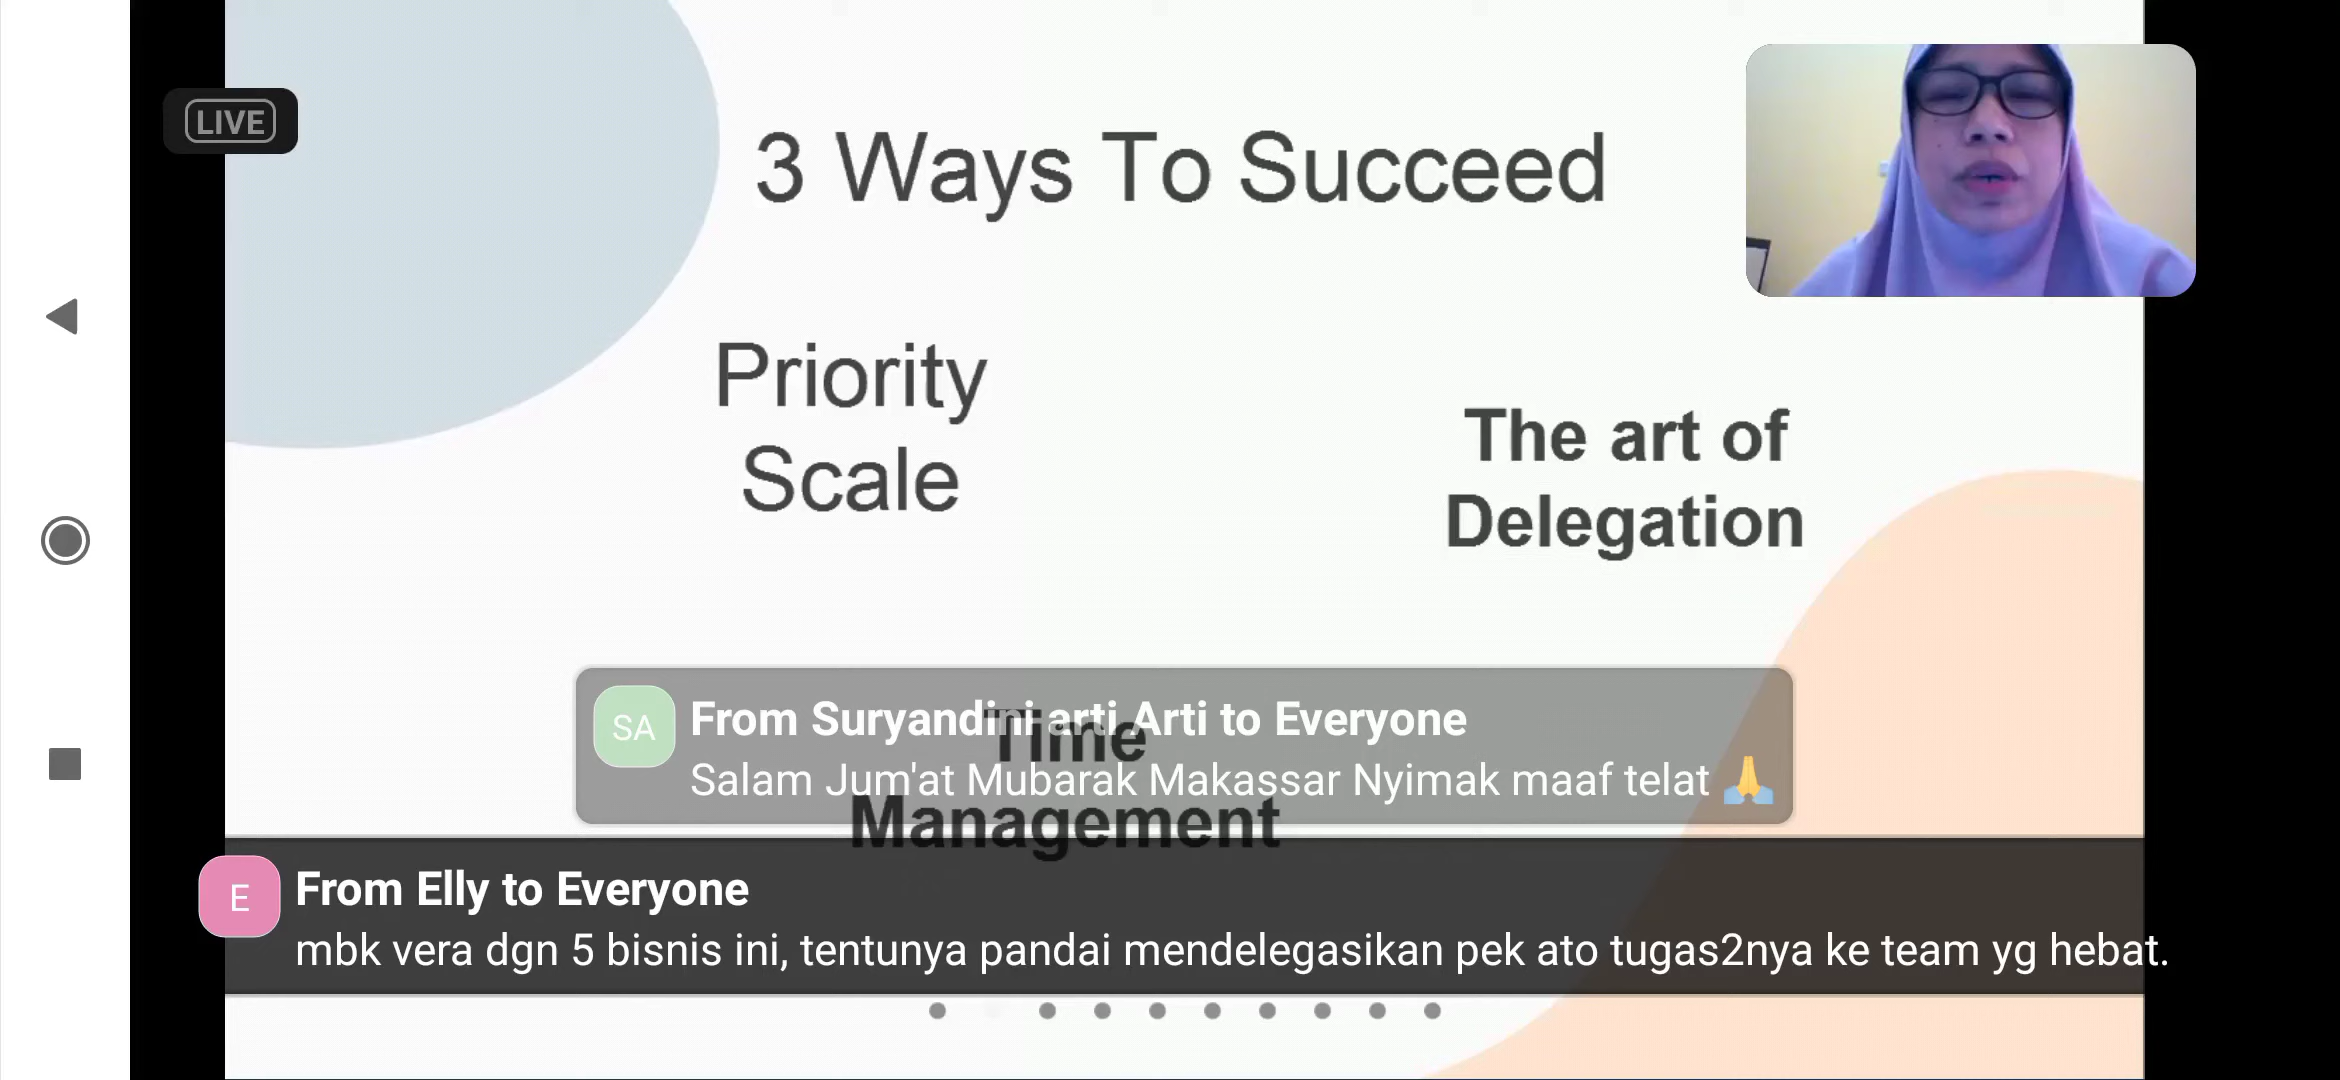 LIVE
3 Ways To Succeed
Priority
Scale
The art of
Delegation
Time
Management
SA
From Suryandini arti Arti to Everyone
Salam Jum'at Mubarak Makassar Nyimak maaf telat 🙏
E
From Elly to Everyone
mbk vera dgn 5 bisnis ini, tentunya pandai mendelegasikan pek ato tugas2nya ke team yg hebat.